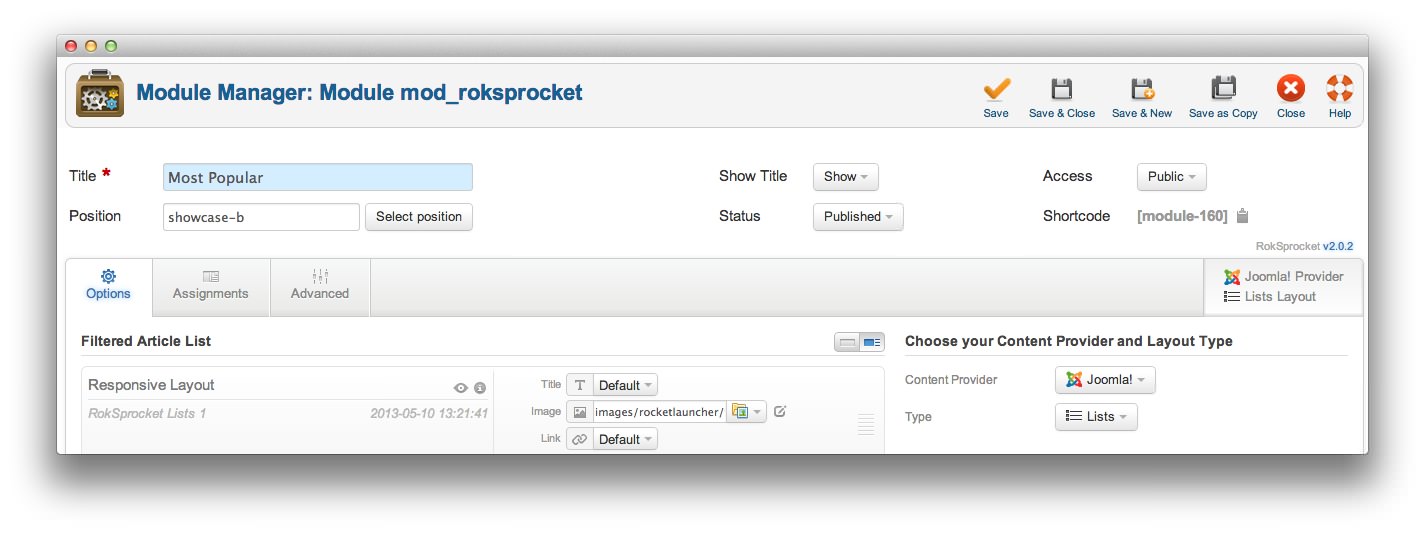 Module Manager: Module mod_roksprocket
Save
Save & Close
Save & New
Save as Copy
Close
Help
Title *
Most Popular
Show Title
Show
Access
Public
Position
showcase-b
Select position
Status
Published
Shortcode
[module-160]
RokSprocket v2.0.2
Options
Assignments
Advanced
Joomla! Provider
Lists Layout
Filtered Article List
Choose your Content Provider and Layout Type
Responsive Layout
RokSprocket Lists 1
2013-05-10 13:21:41
Title
T
Default
Image
images/rocketlauncher/
Link
Default
Content Provider
Joomla!
Type
Lists